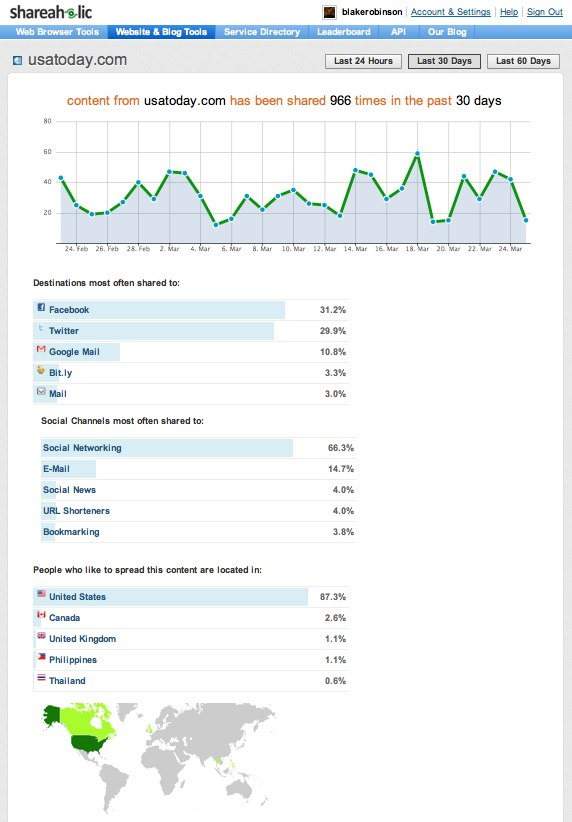 shareaholic
blakerobinson | Account & Settings | Help | Sign Out
Web Browser Tools Website & Blog Tools Service Directory Leaderboard API Our Blog
usatoday.com
Last 24 Hours Last 30 Days Last 60 Days
content from usatoday.com has been shared 966 times in the past 30 days
80
60
40
20
24. Feb 26. Feb 28. Feb 2. Mar 4. Mar 6. Mar 8. Mar 10. Mar 12. Mar 14. Mar 16. Mar 18. Mar 20. Mar 22. Mar 24. Mar
Destinations most often shared to:
Facebook 31.2%
Twitter 29.9%
Google Mail 10.8%
Bit.ly 3.3%
Mail 3.0%
Social Channels most often shared to:
Social Networking 66.3%
E-Mail 14.7%
Social News 4.0%
URL Shorteners 4.0%
Bookmarking 3.8%
People who like to spread this content are located in:
United States 87.3%
Canada 2.6%
United Kingdom 1.1%
Philippines 1.1%
Thailand 0.6%